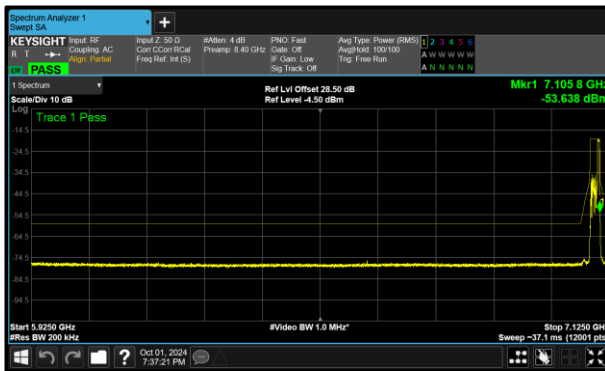 Spectrum Analyzer 1
Swept SA
KEYSIGHT
R T
LXI
PASS
Input: RF
Coupling: AC
Align: Partial
Input Z: 50 Ω
Corr CCorr RCal
Freq Ref: Int (S)
#Atten: 4 dB
Preamp: 8.40 GHz
PNO: Fast
Gate: Off
IF Gain: Low
Sig Track: Off
Avg Type: Power (RMS)
Avg|Hold: 100/100
Trig: Free Run
1 2 3 4 5 6
A W W W W W
A N N N N N
1 Spectrum
Scale/Div 10 dB
Ref Lvl Offset 28.50 dB
Ref Level -4.50 dBm
Mkr1 7.105 8 GHz
-53.638 dBm
Log
Trace 1 Pass
-14.5
-24.5
-34.5
-44.5
-54.5
-64.5
-74.5
-84.5
-94.5
Start 5.9250 GHz
#Res BW 200 kHz
#Video BW 1.0 MHz*
Stop 7.1250 GHz
Sweep ~37.1 ms (12001 pts)
?
Oct 01, 2024
7:37:21 PM